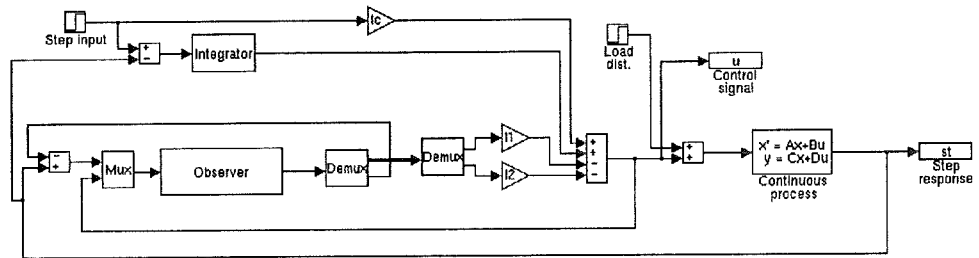 Step input
lc
+
−
Integrator
Load
dist.
u
Control
signal
−
+
Mux
Observer
Demux
Demux
l1
l2
+
+
−
−
+
+
x' = Ax+Bu
y = Cx+Du
Continuous
process
st
Step
response